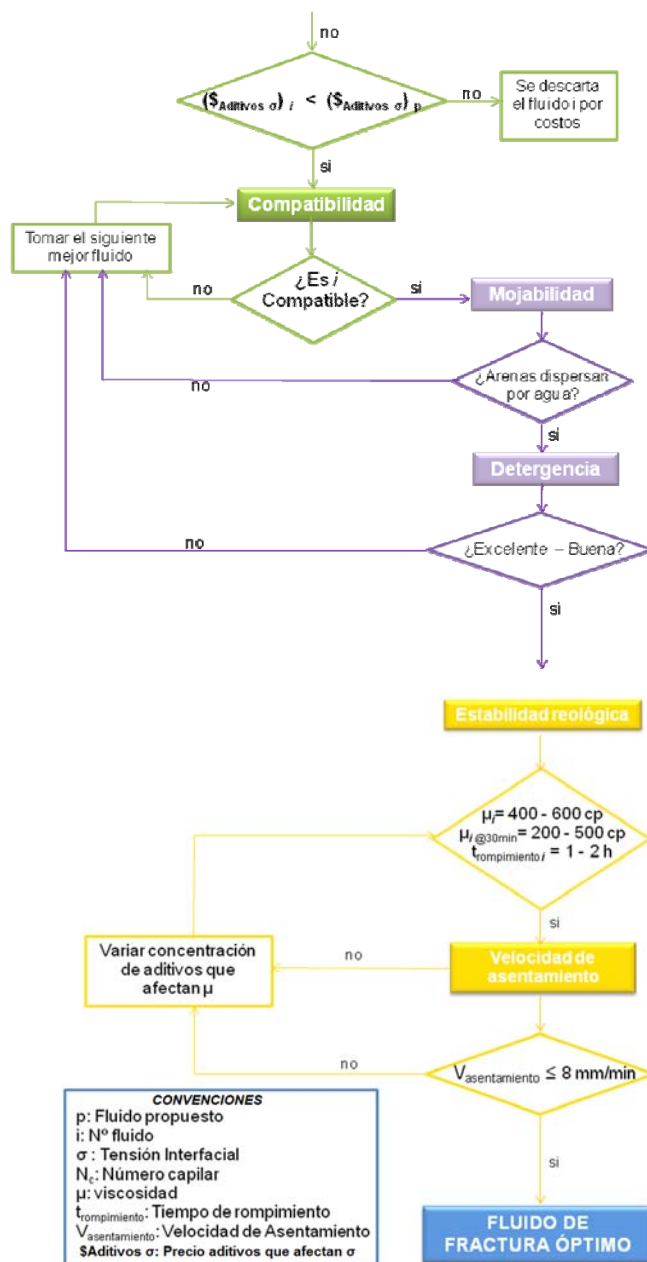 no
($Aditivos σ) i < ($Aditivos σ) p
no
Se descarta
el fluido i por
costos
si
Compatibilidad
Tomar el siguiente
mejor fluido
no
¿Es i
Compatible?
si
Mojabilidad
no
¿Arenas dispersan
por agua?
si
Detergencia
no
¿Excelente – Buena?
si
Estabilidad reológica
μi= 400 - 600 cp
μi @30min= 200 - 500 cp
trompimiento i = 1 - 2 h
si
Variar concentración
de aditivos que
afectan μ
no
Velocidad de
asentamiento
no
Vasentamiento ≤ 8 mm/min
si
FLUIDO DE
FRACTURA ÓPTIMO
CONVENCIONES
p: Fluido propuesto
i: Nº fluido
σ : Tensión Interfacial
Nc: Número capilar
μ: viscosidad
trompimiento: Tiempo de rompimiento
Vasentamiento: Velocidad de Asentamiento
$Aditivos σ: Precio aditivos que afectan σ